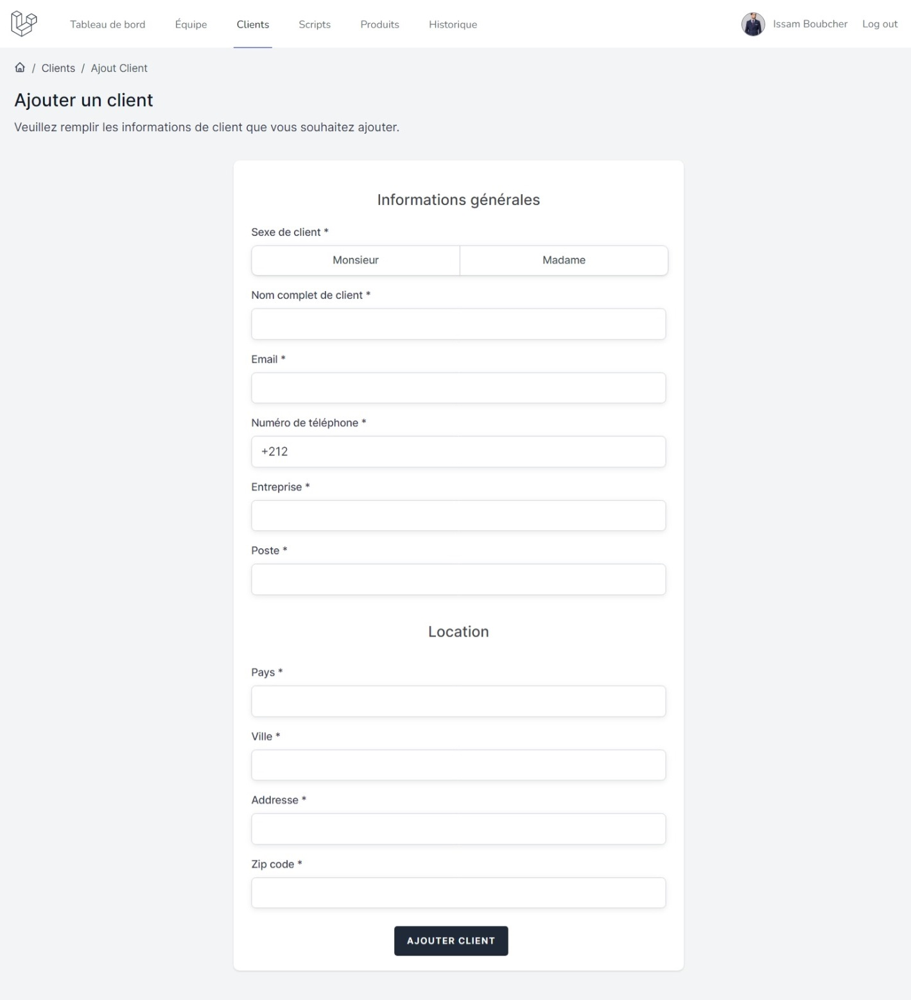 Tableau de bord Équipe Clients Scripts Produits Historique Issam Boubcher Log out
/ Clients / Ajout Client
Ajouter un client
Veuillez remplir les informations de client que vous souhaitez ajouter.
Informations générales
Sexe de client *
Monsieur Madame
Nom complet de client *
Email *
Numéro de téléphone *
+212
Entreprise *
Poste *
Location
Pays *
Ville *
Addresse *
Zip code *
AJOUTER CLIENT